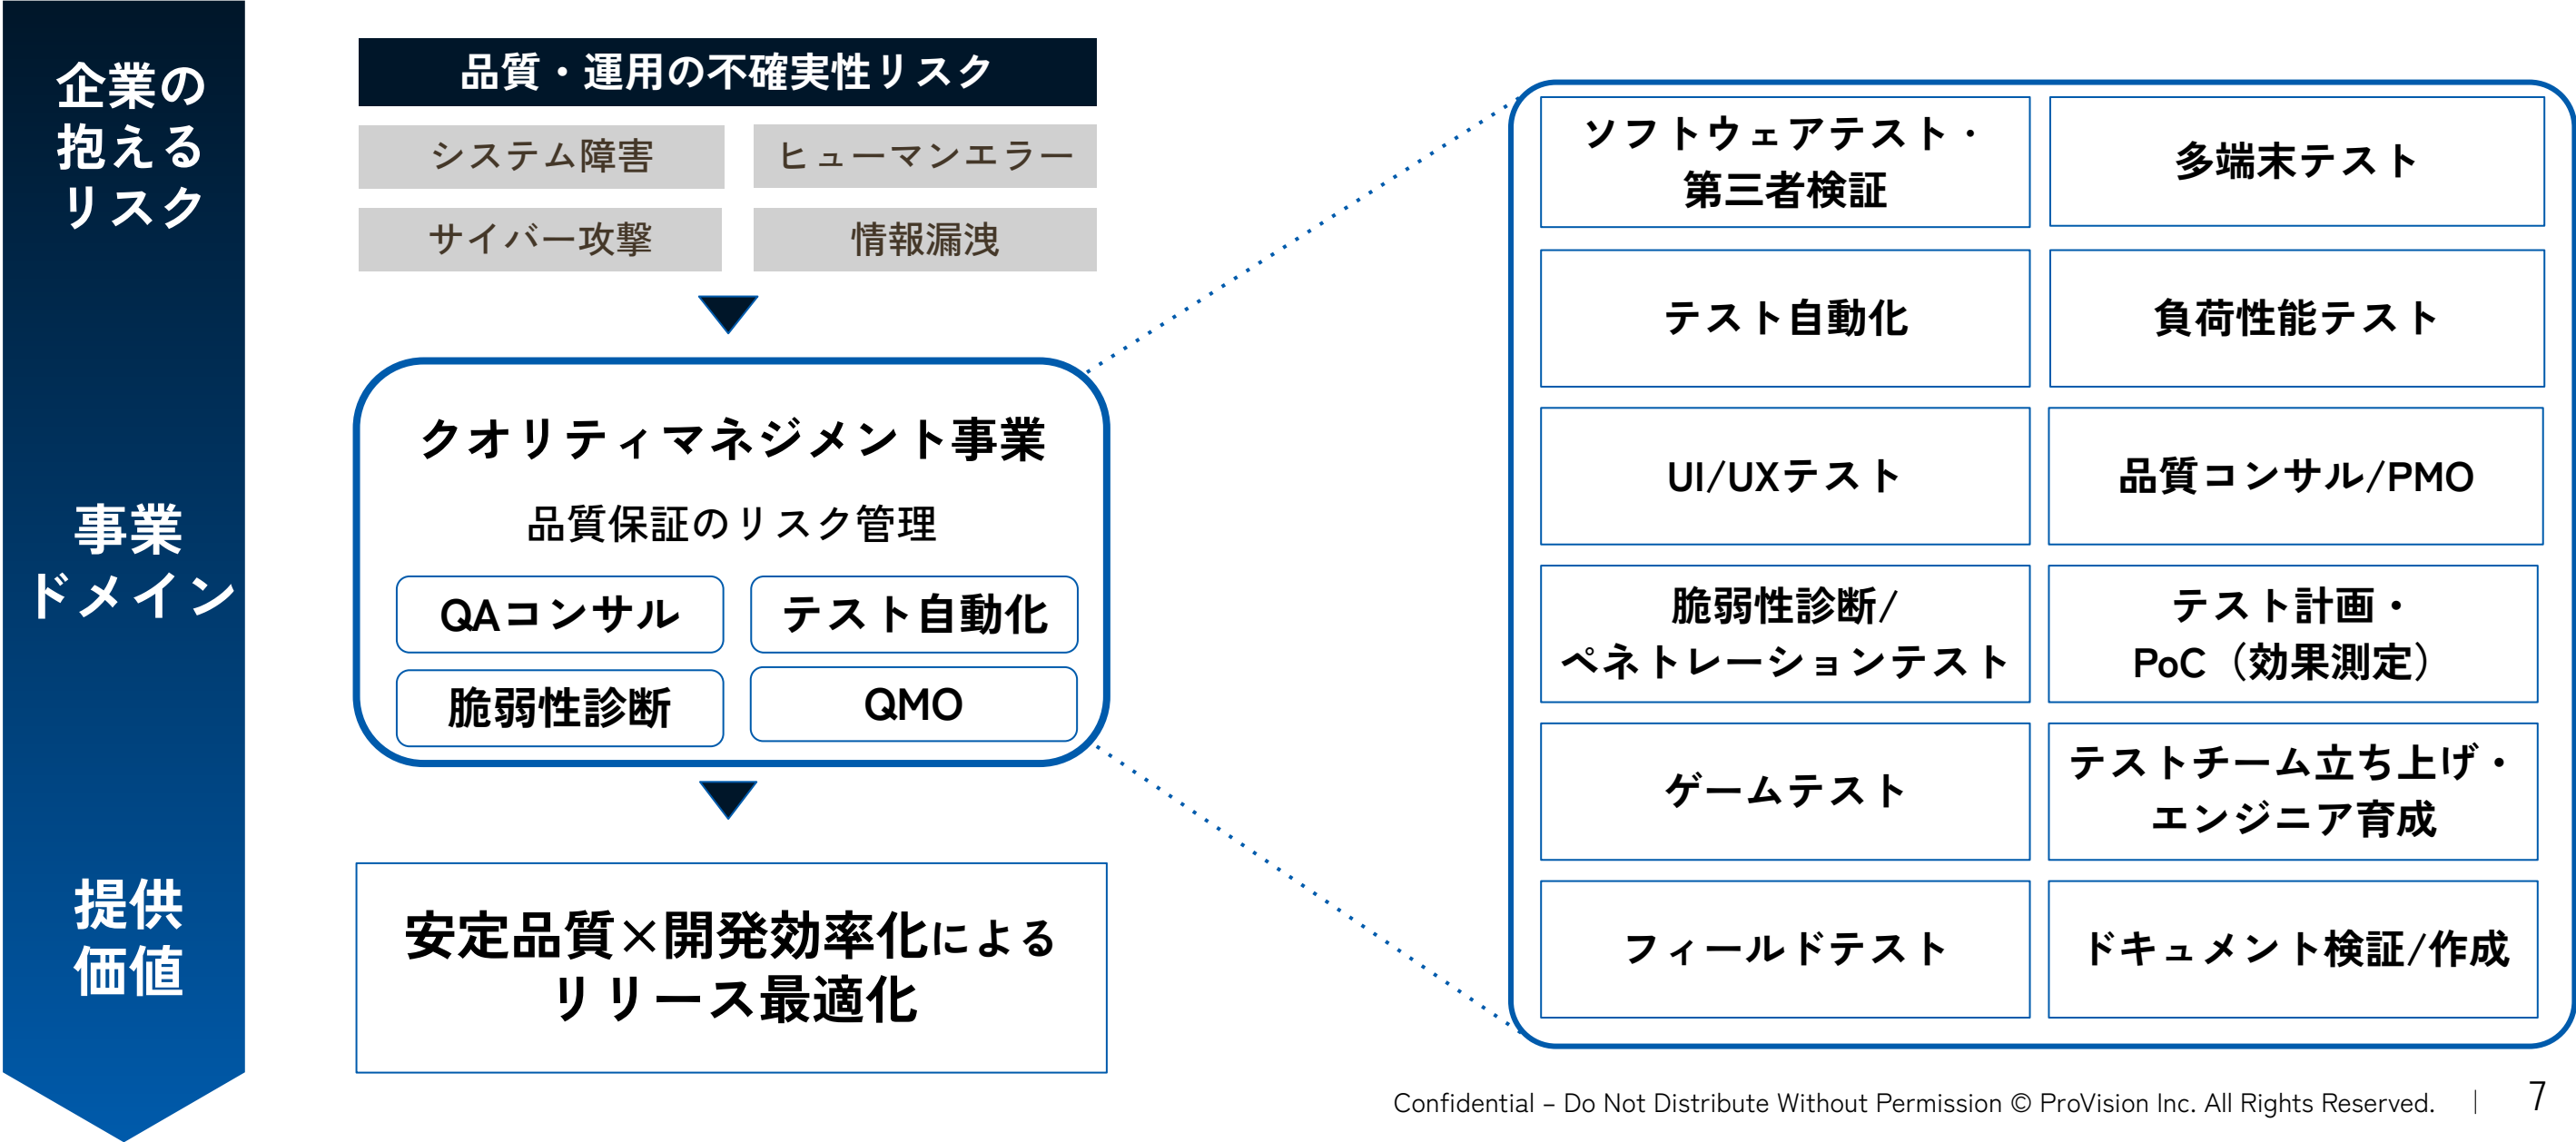 企業の
抱える
リスク
事業
ドメイン
提供
価値
品質・運用の不確実性リスク
システム障害
ヒューマンエラー
サイバー攻撃
情報漏洩
クオリティマネジメント事業
品質保証のリスク管理
QAコンサル
テスト自動化
脆弱性診断
QMO
安定品質×開発効率化による
リリース最適化
ソフトウェアテスト・
第三者検証
多端末テスト
テスト自動化
負荷性能テスト
UI/UXテスト
品質コンサル/PMO
脆弱性診断/
ペネトレーションテスト
テスト計画・
PoC（効果測定）
ゲームテスト
テストチーム立ち上げ・
エンジニア育成
フィールドテスト
ドキュメント検証/作成
Confidential – Do Not Distribute Without Permission © ProVision Inc. All Rights Reserved. | 7